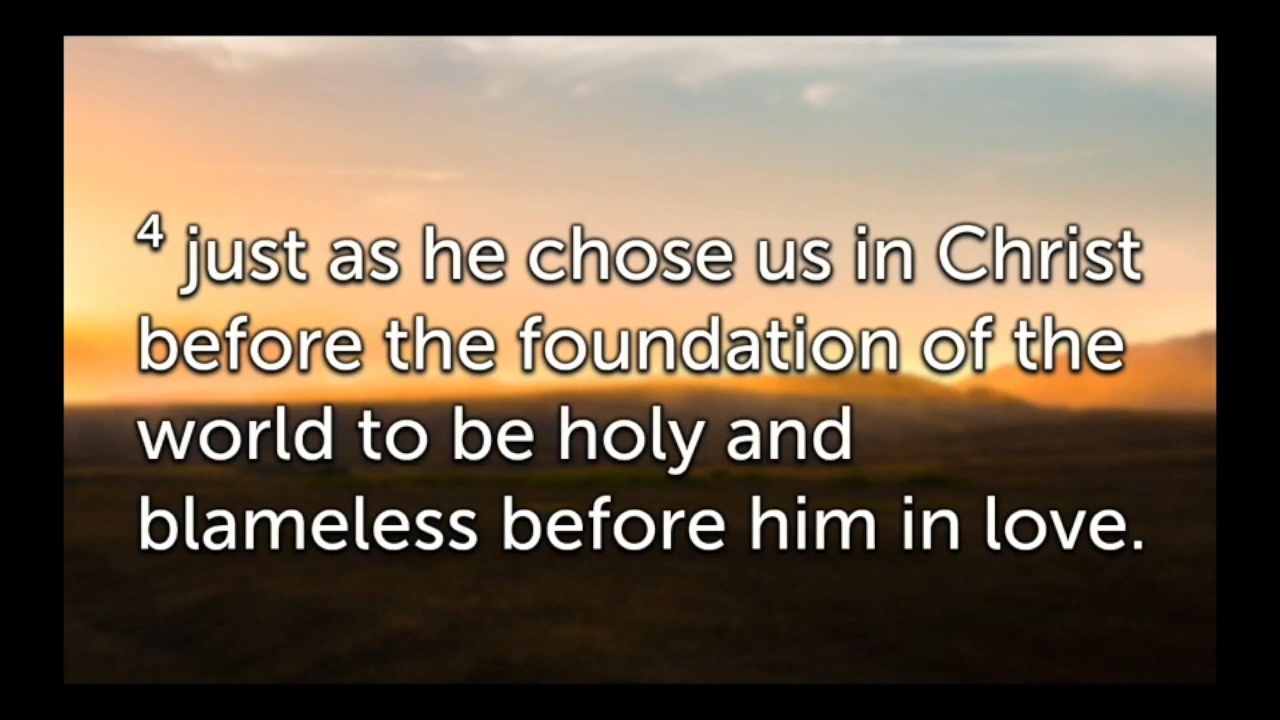 ⁴ just as he chose us in Christ
before the foundation of the
world to be holy and
blameless before him in love.